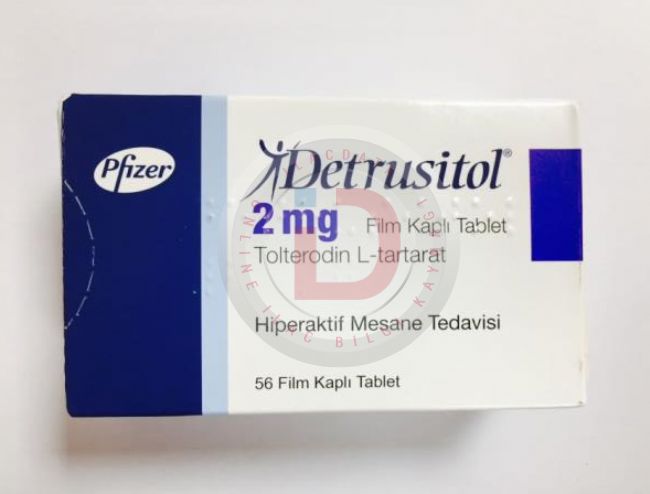 Pfizer
Detrusitol®
2 mg Film Kaplı Tablet
Tolterodin L-tartarat
Hiperaktif Mesane Tedavisi
56 Film Kaplı Tablet